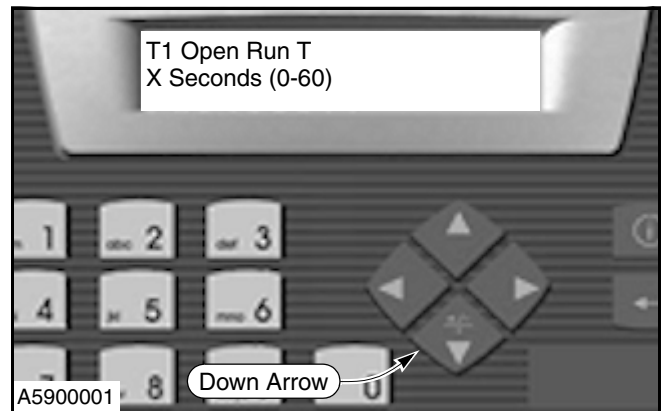 T1 Open Run T
X Seconds (0-60)
1
abc 2
def 3
4
5
mno 6
7
8
0
Down Arrow
A5900001